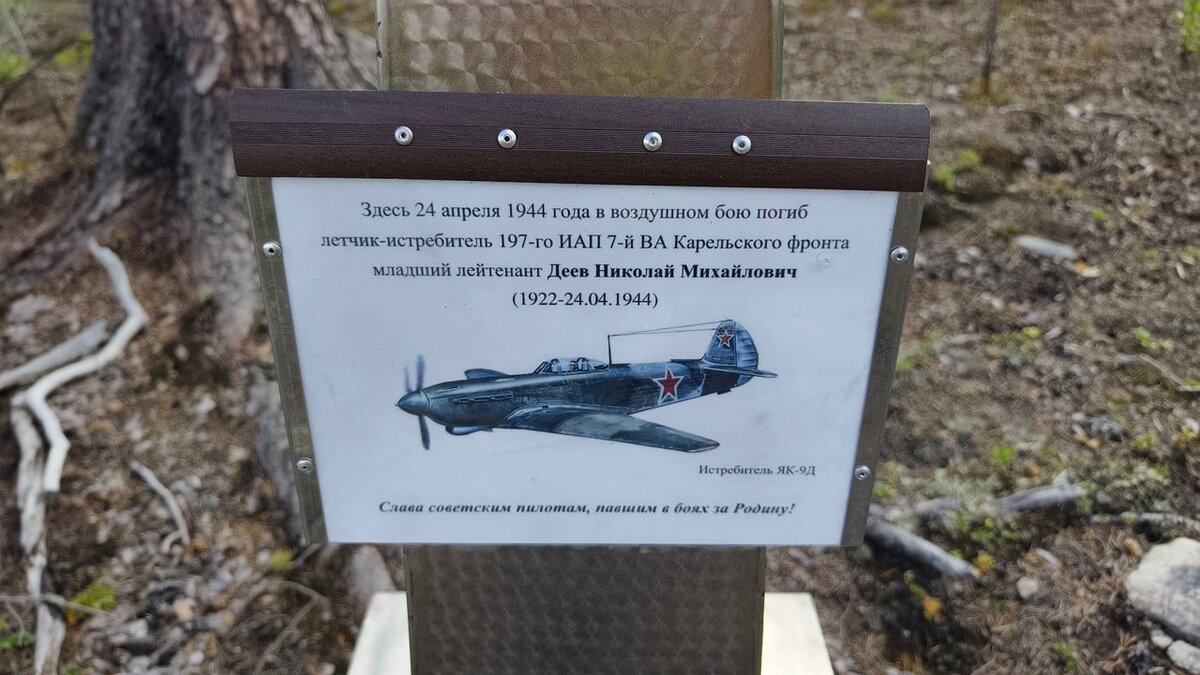 Здесь 24 апреля 1944 года в воздушном бою погиб
летчик-истребитель 197-го ИАП 7-й ВА Карельского фронта
младший лейтенант Деев Николай Михайлович
(1922-24.04.1944)
Истребитель ЯК-9Д
Слава советским пилотам, павшим в боях за Родину!